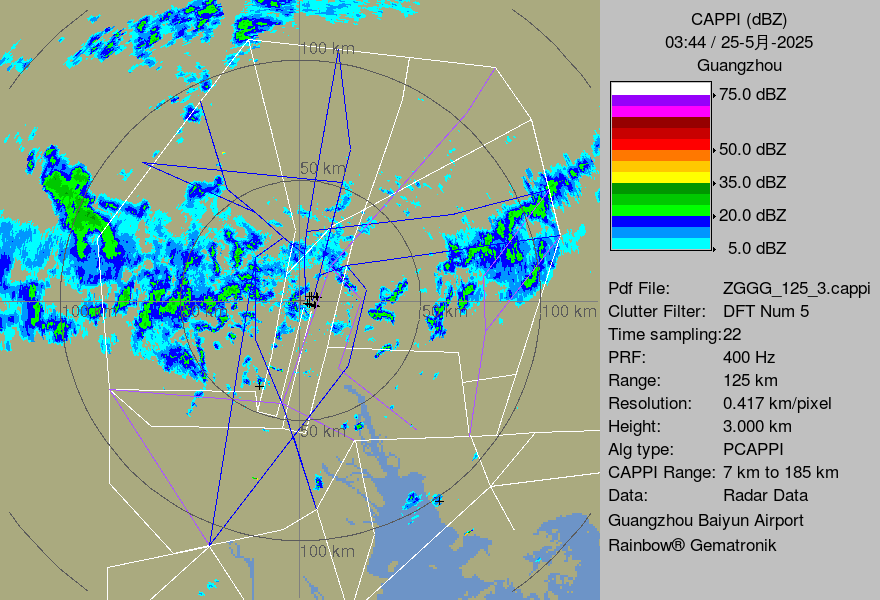 CAPPI (dBZ)
03:44 / 25-5月-2025
Guangzhou
75.0 dBZ
50.0 dBZ
35.0 dBZ
20.0 dBZ
5.0 dBZ
Pdf File: ZGGG_125_3.cappi
Clutter Filter: DFT Num 5
Time sampling:22
PRF: 400 Hz
Range: 125 km
Resolution: 0.417 km/pixel
Height: 3.000 km
Alg type: PCAPPI
CAPPI Range: 7 km to 185 km
Data: Radar Data
Guangzhou Baiyun Airport
Rainbow® Gematronik
100 km
50 km
100 km
50 km
100 km
50 km
100 km